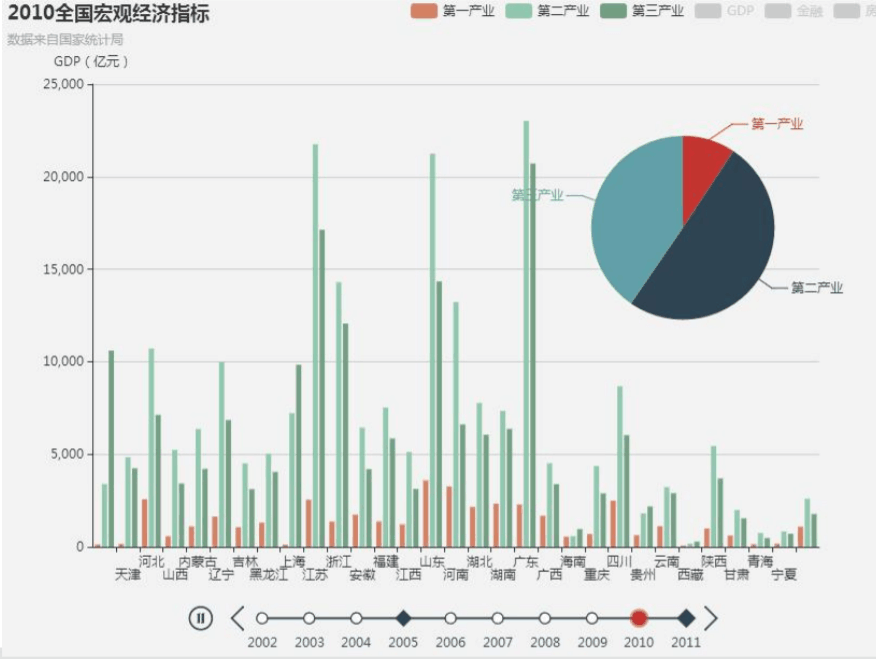 2010全国宏观经济指标
第一产业 第二产业 第三产业 GDP 金融 房
数据来自国家统计局
GDP（亿元）
25,000
20,000
15,000
10,000
5,000
0
第一产业
第三产业
第二产业
河北 内蒙古 吉林 上海 浙江 福建 山东 湖北 广东 海南 四川 云南 陕西 青海
天津 山西 辽宁 黑龙江 江苏 安徽 江西 河南 湖南 广西 重庆 贵州 西藏 甘肃 宁夏
2002 2003 2004 2005 2006 2007 2008 2009 2010 2011